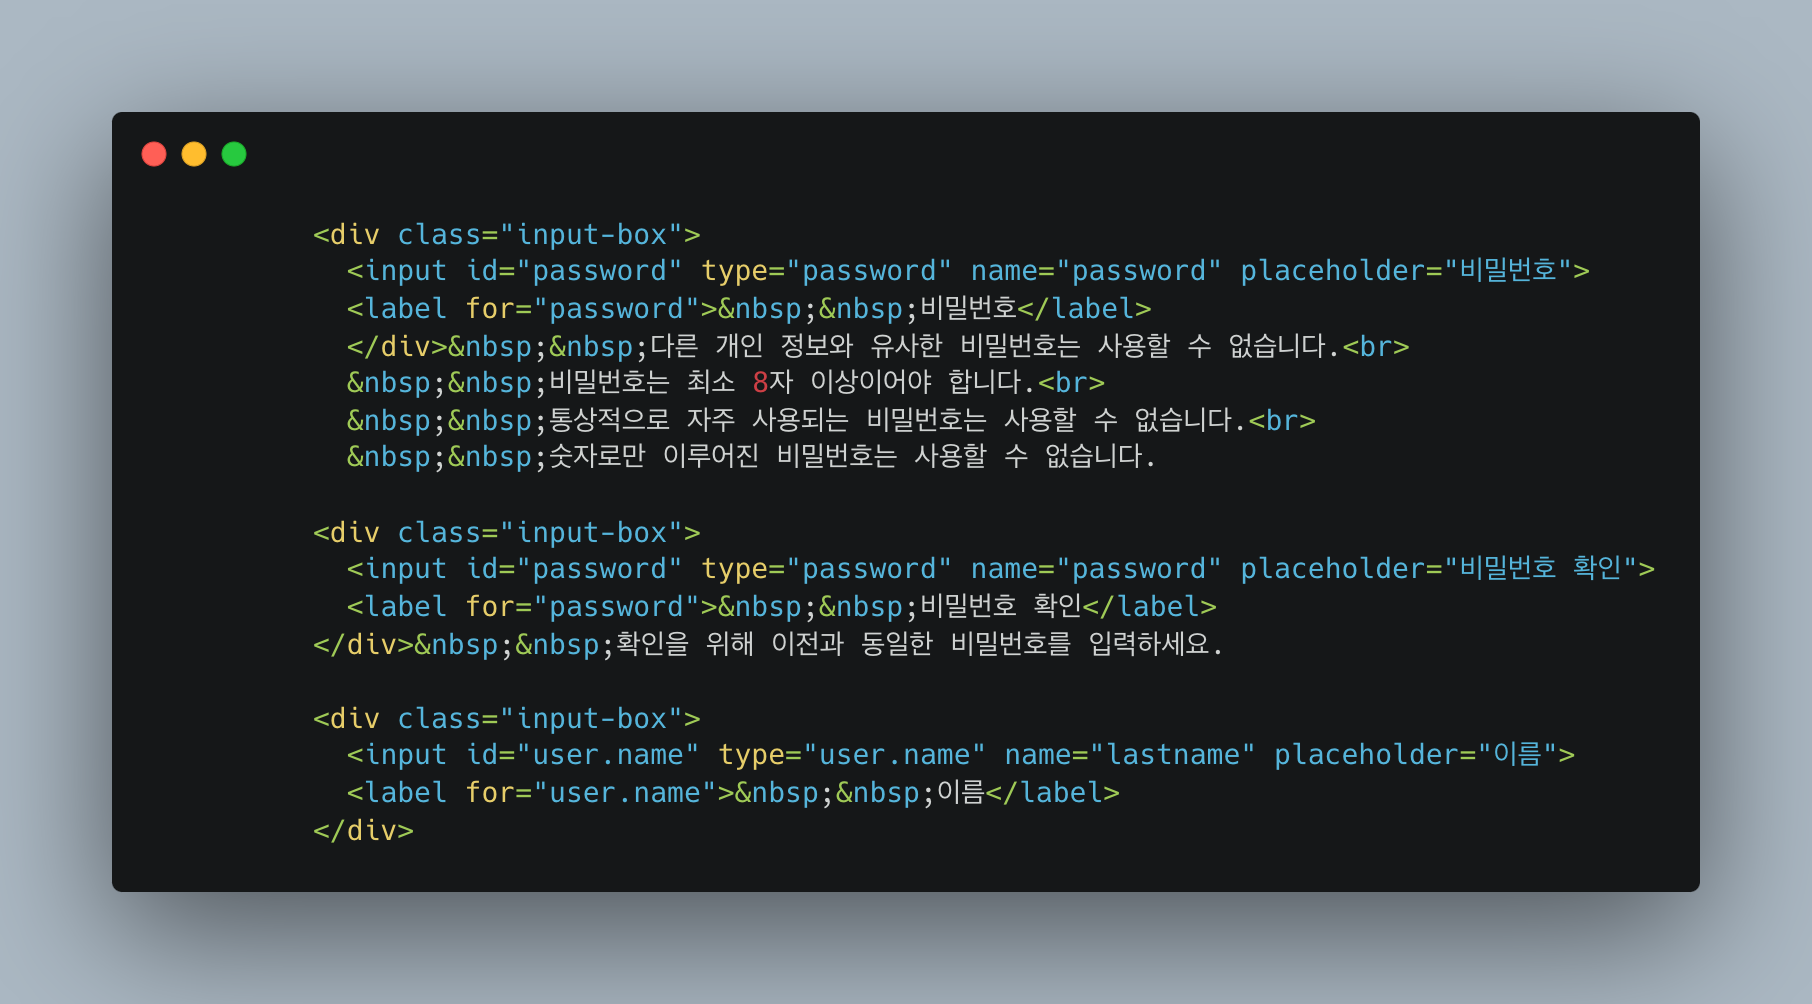 <div class="input-box">
<input id="password" type="password" name="password" placeholder="비밀번호">
<label for="password">&nbsp;&nbsp;비밀번호</label>
</div>&nbsp;&nbsp;다른 개인 정보와 유사한 비밀번호는 사용할 수 없습니다.<br>
&nbsp;&nbsp;비밀번호는 최소 8자 이상이어야 합니다.<br>
&nbsp;&nbsp;통상적으로 자주 사용되는 비밀번호는 사용할 수 없습니다.<br>
&nbsp;&nbsp;숫자로만 이루어진 비밀번호는 사용할 수 없습니다.
<div class="input-box">
<input id="password" type="password" name="password" placeholder="비밀번호 확인">
<label for="password">&nbsp;&nbsp;비밀번호 확인</label>
</div>&nbsp;&nbsp;확인을 위해 이전과 동일한 비밀번호를 입력하세요.
<div class="input-box">
<input id="user.name" type="user.name" name="lastname" placeholder="이름">
<label for="user.name">&nbsp;&nbsp;이름</label>
</div>